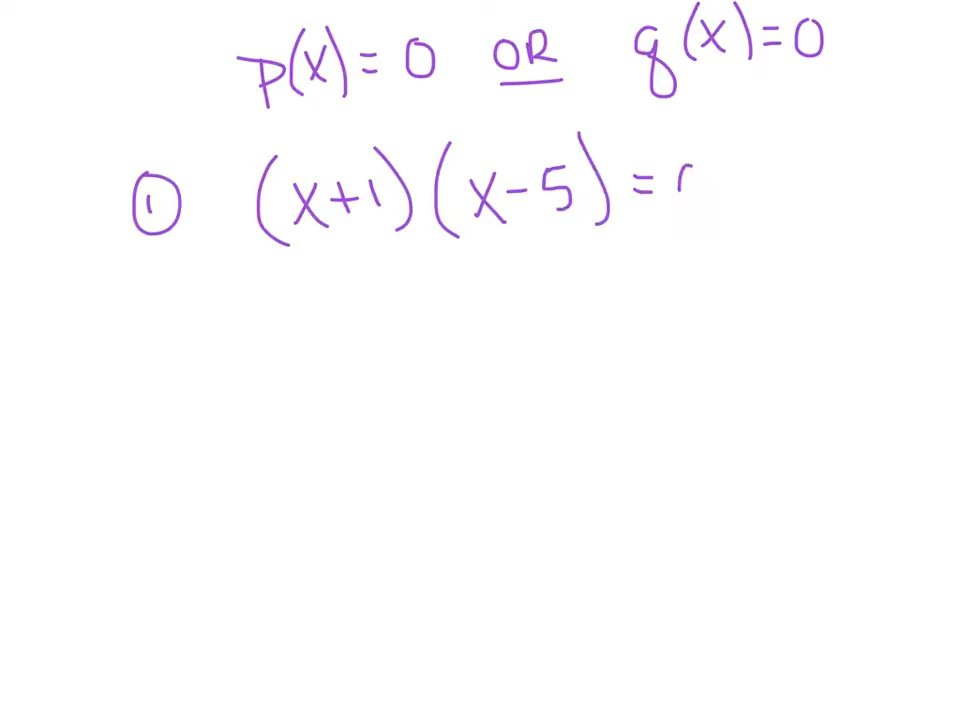 p(x) = 0 OR q(x) = 0
① (x+1)(x-5) =